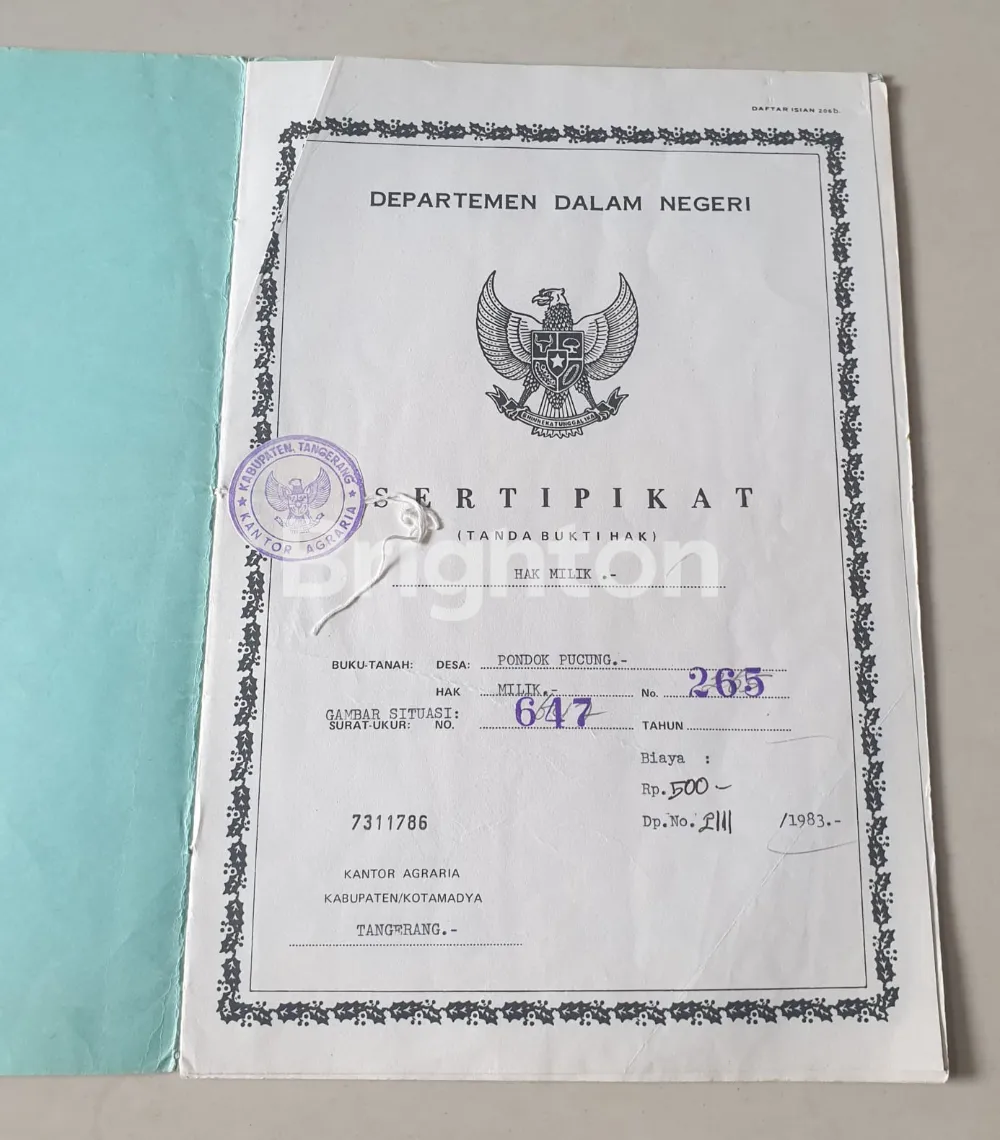 DAFTAR ISIAN 206b.
DEPARTEMEN DALAM NEGERI
BHINNEKA TUNGGAL IKA
KABUPATEN, TANGERANG
KANTOR AGRARIA
SERTIPIKAT
(TANDA BUKTI HAK)
Brighton
HAK MILIK .-
BUKU-TANAH: DESA: PONDOK PUCUNG.-
HAK MILIK.- No. 265
GAMBAR SITUASI:
SURAT-UKUR: NO. 647 TAHUN
Biaya :
Rp. 500 -
Dp.No. /1983.-
7311786
KANTOR AGRARIA
KABUPATEN/KOTAMADYA
TANGERANG.-